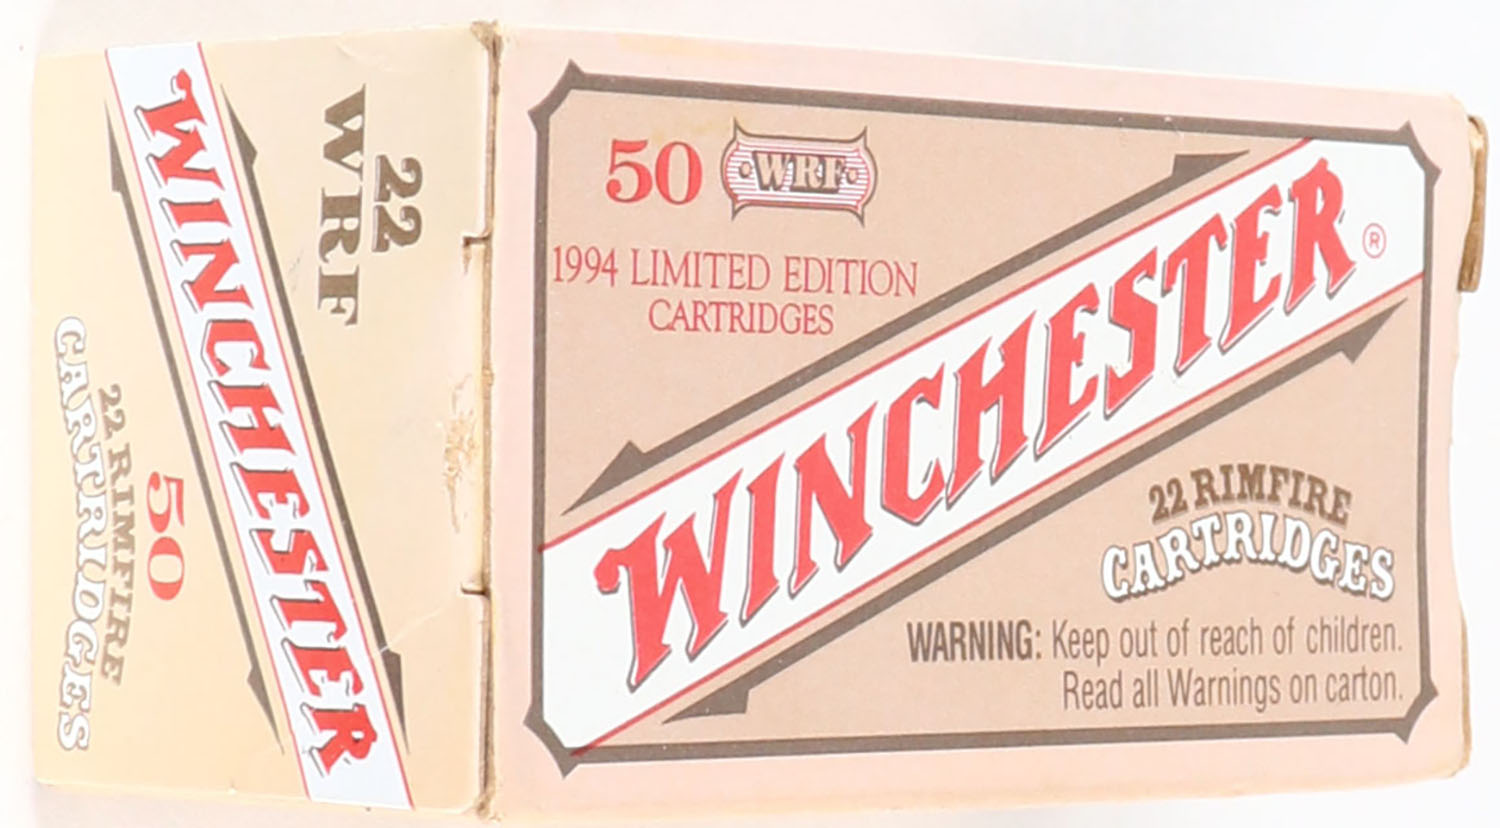 50 WRF
1994 LIMITED EDITION
CARTRIDGES
WINCHESTER®
22 RIMFIRE
CARTRIDGES
WARNING: Keep out of reach of children.
Read all Warnings on carton.
22
WRF
WINCHESTER
50
22 RIMFIRE
CARTRIDGES